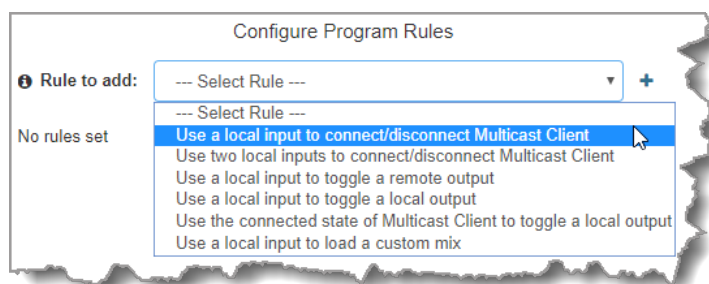 Configure Program Rules
Rule to add:
--- Select Rule ---
--- Select Rule ---
No rules set
Use a local input to connect/disconnect Multicast Client
Use two local inputs to connect/disconnect Multicast Client
Use a local input to toggle a remote output
Use a local input to toggle a local output
Use the connected state of Multicast Client to toggle a local output
Use a local input to load a custom mix